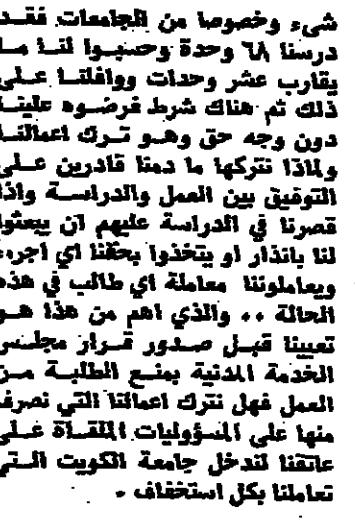 شيء وخصوصا من الجامعات فقد
درسنا ٦٨ وحدة وحسبوا لنا ما
يقارب عشر وحدات ووافلنا على
ذلك ثم هناك شرط فرضوه علينا
دون وجه حق وهو ترك اعمالنا
ولماذا نتركها ما دمنا قادرين على
التوفيق بين العمل والدراسة واذا
قصرنا في الدراسة عليهم ان يبعثوا
لنا بانذار او يتخذوا بحقنا اي اجراء
ويعاملوننا معاملة اي طالب في هذه
الحالة .. والذي اهم من هذا هو
تعييننا قبل صدور قرار مجلس
الخدمة المدنية بمنع الطلبة من
العمل فهل نترك اعمالنا التي نصرف
منها على المسؤوليات الملقاة على
عاتقنا لندخل جامعة الكويت التي
تعاملنا بكل استخفاف .